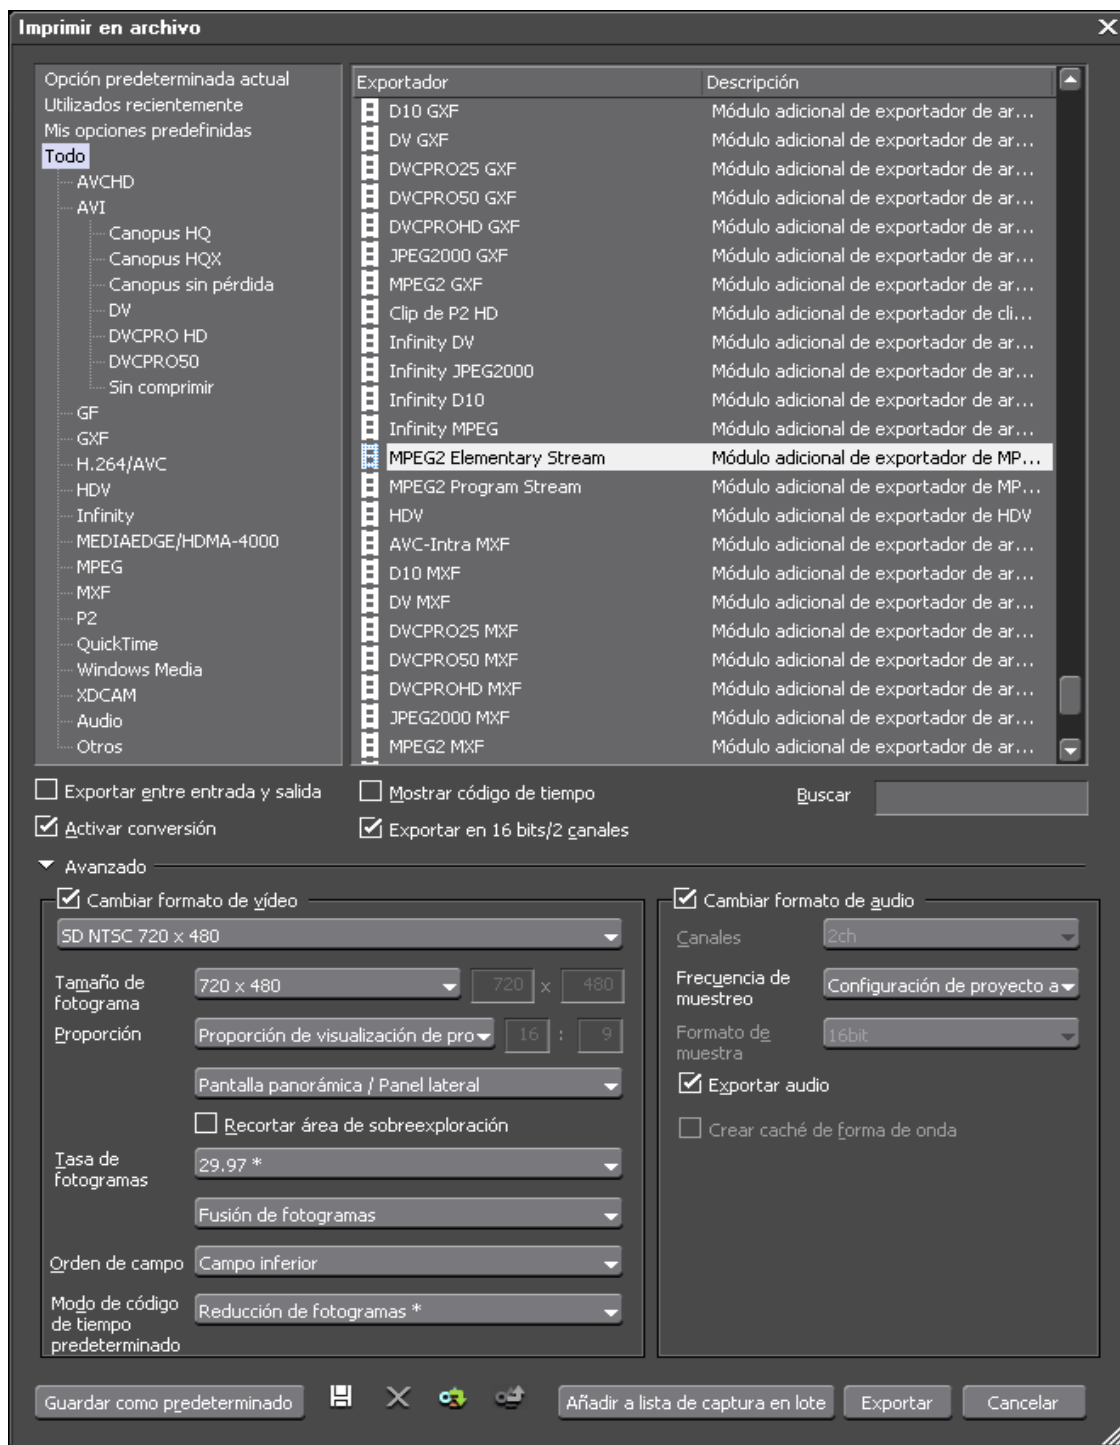 Imprimir en archivo
Opción predeterminada actual
Utilizados recientemente
Mis opciones predefinidas
Todo
AVCHD
AVI
Canopus HQ
Canopus HQX
Canopus sin pérdida
DV
DVCPRO HD
DVCPRO50
Sin comprimir
GF
GXF
H.264/AVC
HDV
Infinity
MEDIAEDGE/HDMA-4000
MPEG
MXF
P2
QuickTime
Windows Media
XDCAM
Audio
Otros
Exportador Descripción
D10 GXF Módulo adicional de exportador de ar...
DV GXF Módulo adicional de exportador de ar...
DVCPRO25 GXF Módulo adicional de exportador de ar...
DVCPRO50 GXF Módulo adicional de exportador de ar...
DVCPROHD GXF Módulo adicional de exportador de ar...
JPEG2000 GXF Módulo adicional de exportador de ar...
MPEG2 GXF Módulo adicional de exportador de ar...
Clip de P2 HD Módulo adicional de exportador de cli...
Infinity DV Módulo adicional de exportador de ar...
Infinity JPEG2000 Módulo adicional de exportador de ar...
Infinity D10 Módulo adicional de exportador de ar...
Infinity MPEG Módulo adicional de exportador de ar...
MPEG2 Elementary Stream Módulo adicional de exportador de MP...
MPEG2 Program Stream Módulo adicional de exportador de MP...
HDV Módulo adicional de exportador de HDV
AVC-Intra MXF Módulo adicional de exportador de ar...
D10 MXF Módulo adicional de exportador de ar...
DV MXF Módulo adicional de exportador de ar...
DVCPRO25 MXF Módulo adicional de exportador de ar...
DVCPRO50 MXF Módulo adicional de exportador de ar...
DVCPROHD MXF Módulo adicional de exportador de ar...
JPEG2000 MXF Módulo adicional de exportador de ar...
MPEG2 MXF Módulo adicional de exportador de ar...
Exportar entre entrada y salida Mostrar código de tiempo Buscar
Activar conversión Exportar en 16 bits/2 canales
Avanzado
Cambiar formato de vídeo
SD NTSC 720 x 480
Tamaño de fotograma 720 x 480 720 x 480
Proporción Proporción de visualización de pro 16 : 9
Pantalla panorámica / Panel lateral
Recortar área de sobreexploración
Tasa de fotogramas 29.97 *
Fusión de fotogramas
Orden de campo Campo inferior
Modo de código de tiempo predeterminado Reducción de fotogramas *
Cambiar formato de audio
Canales 2ch
Frecuencia de muestreo Configuración de proyecto a
Formato de muestra 16bit
Exportar audio
Crear caché de forma de onda
Guardar como predeterminado Añadir a lista de captura en lote Exportar Cancelar